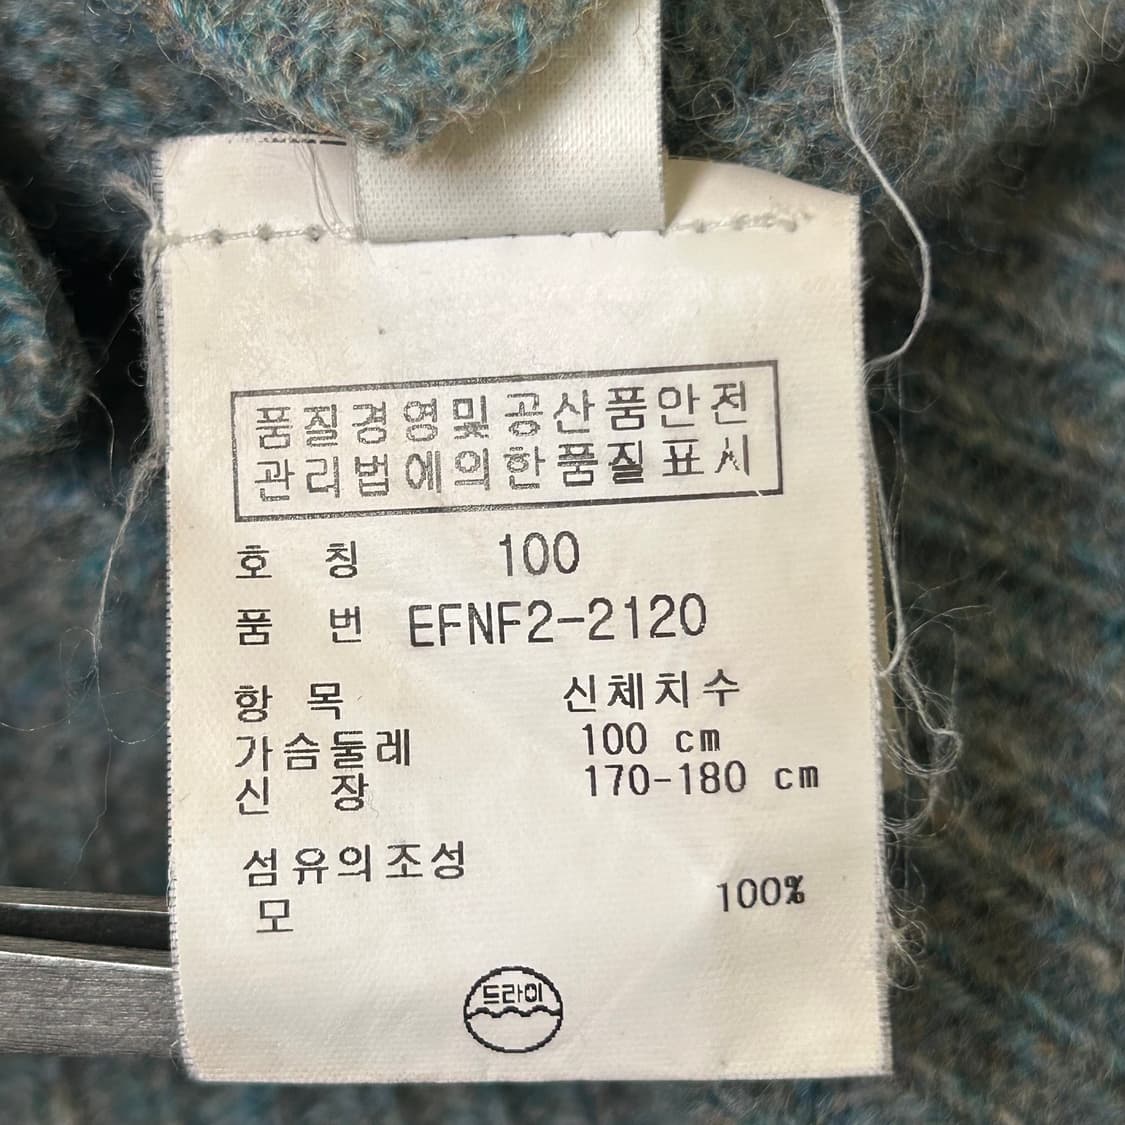 품질경영및공산품안전
관리법에의한품질표시
호 칭 100
품 번 EFNF2-2120
항 목 신체치수
가슴둘레 100 cm
신 장 170-180 cm
섬유의조성
모 100%
드라이